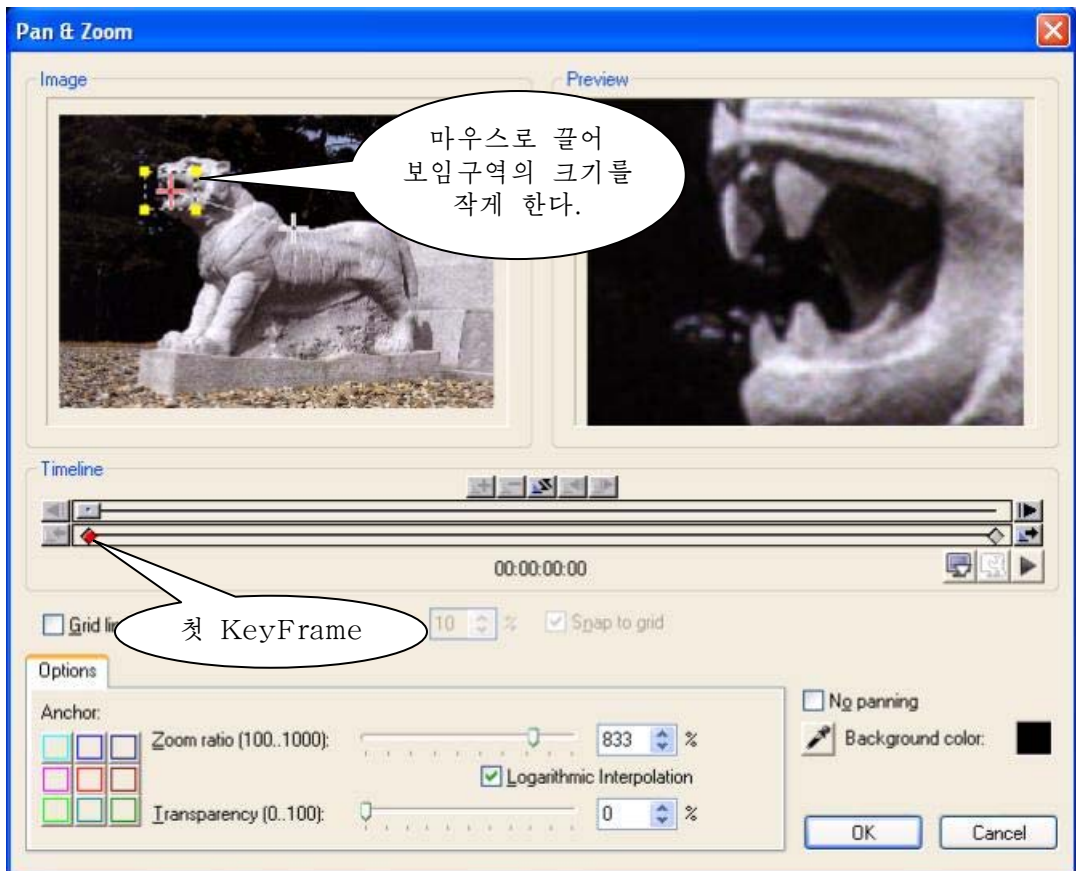 Pan & Zoom
Image
Preview
마우스로 끌어
보임구역의 크기를
작게 한다.
Timeline
00:00:00:00
첫 KeyFrame
Grid
10 %
Snap to grid
Options
Anchor:
Zoom ratio (100..1000):
833 %
Logarithmic Interpolation
Transparency (0..100):
0 %
No panning
Background color:
OK
Cancel